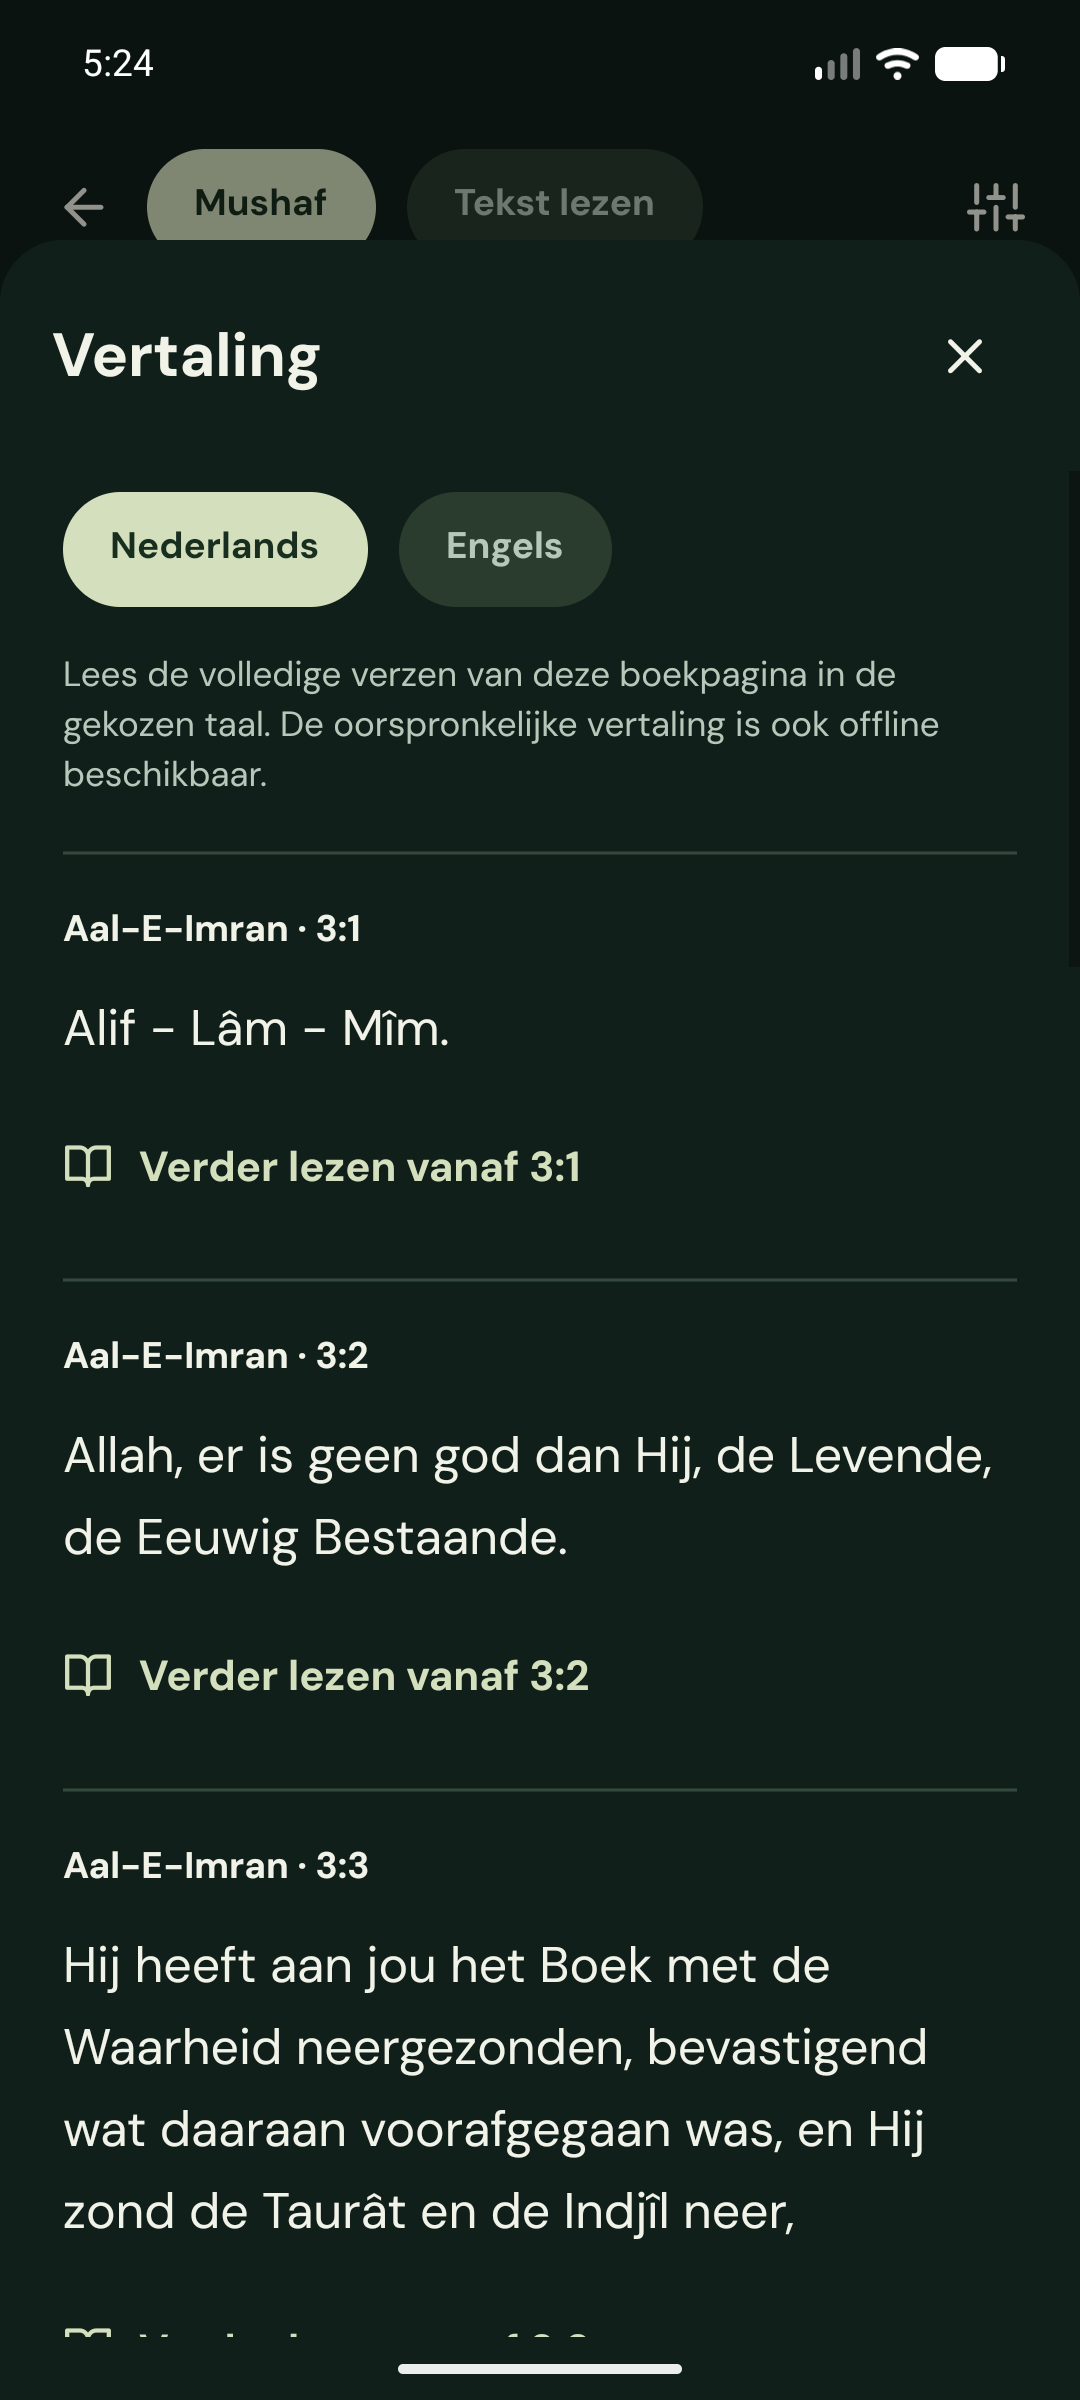 5:24
Mushaf
Tekst lezen
Vertaling
Nederlands
Engels
Lees de volledige verzen van deze boekpagina in de
gekozen taal. De oorspronkelijke vertaling is ook offline
beschikbaar.
Aal-E-Imran · 3:1
Alif - Lâm - Mîm.
Verder lezen vanaf 3:1
Aal-E-Imran · 3:2
Allah, er is geen god dan Hij, de Levende,
de Eeuwig Bestaande.
Verder lezen vanaf 3:2
Aal-E-Imran · 3:3
Hij heeft aan jou het Boek met de
Waarheid neergezonden, bevastigend
wat daaraan voorafgegaan was, en Hij
zond de Taurât en de Indjîl neer,